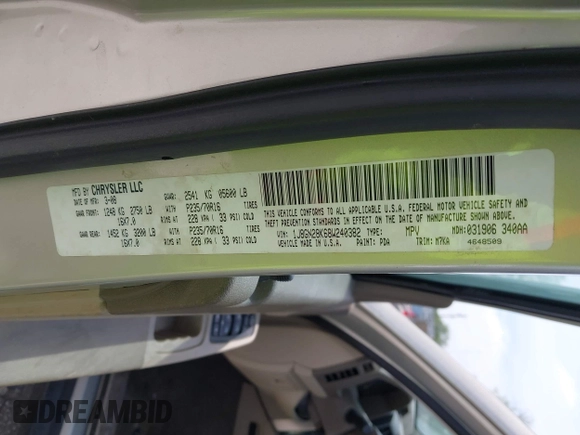 MFD BY CHRYSLER LLC
DATE OF MFR: 3-08 GVWR: 2541 KG 05600 LB
GAWR FRONT: 1248 KG 2750 LB WITH P235/70R16 TIRES
16X7.0 RIMS AT 228 KPA ( 33 PSI) COLD
GAWR REAR: 1452 KG 3200 LB WITH P235/70R16 TIRES
16X7.0 RIMS AT 228 KPA ( 33 PSI) COLD
THIS VEHICLE CONFORMS TO ALL APPLICABLE U.S.A. FEDERAL MOTOR VEHICLE SAFETY AND
THEFT PREVENTION STANDARDS IN EFFECT ON THE DATE OF MANUFACTURE SHOWN ABOVE.
VIN: 1J8GN28K68W240382 TYPE: MPV MDH: 031906 340AA
VEHICLE MADE IN U.S.A. PAINT: PDA TRIM: M7KA 4648509
DREAMBID